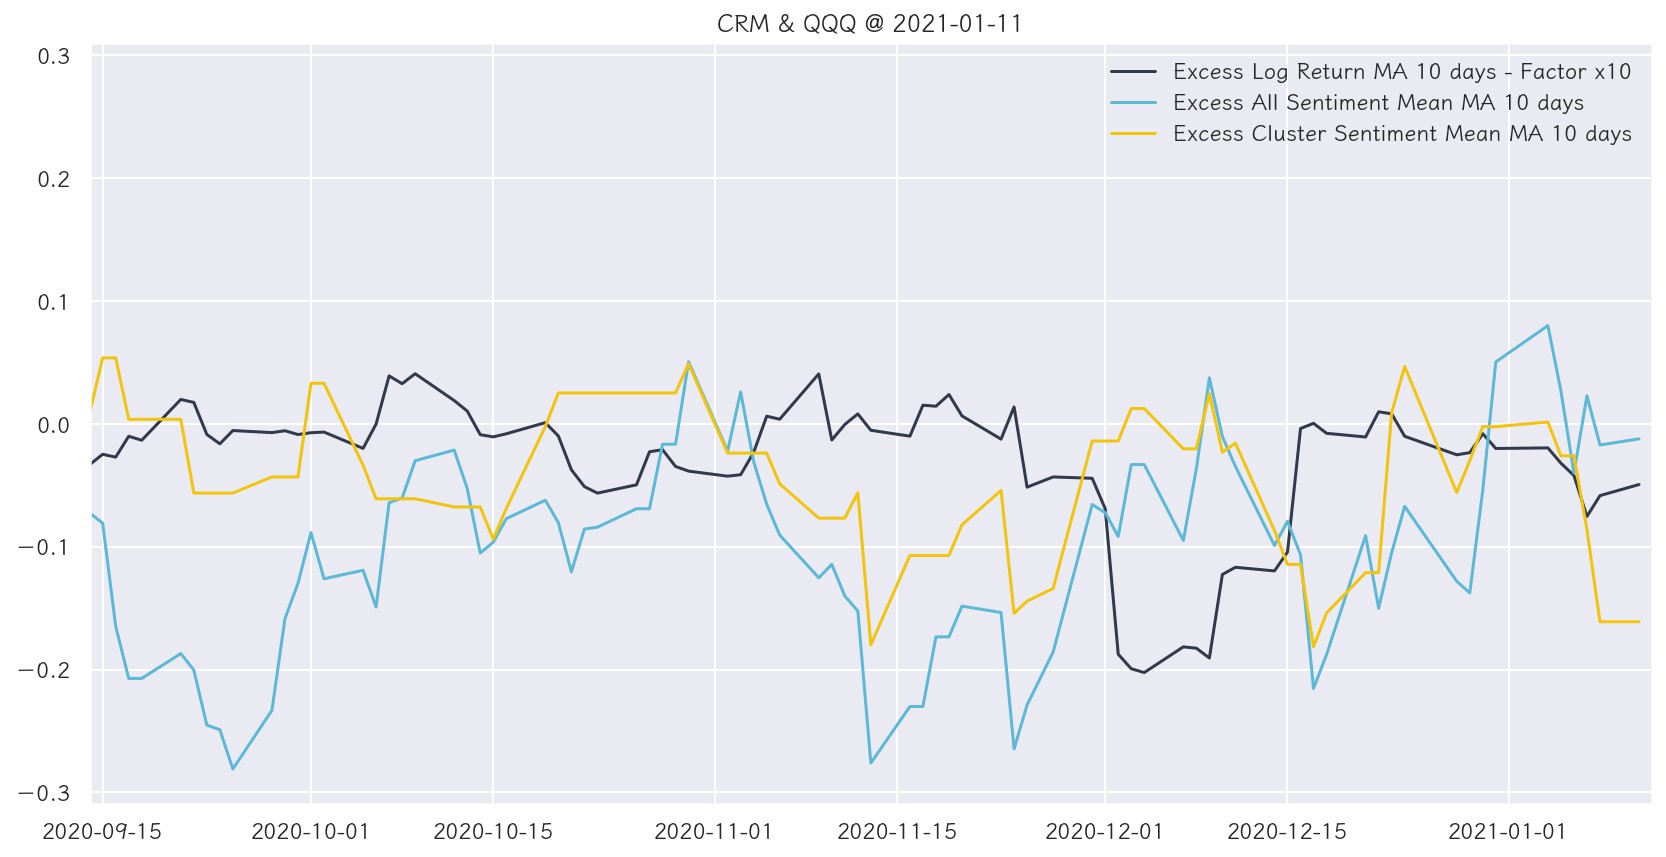 CRM & QQQ @ 2021-01-11
Excess Log Return MA 10 days - Factor x10
Excess All Sentiment Mean MA 10 days
Excess Cluster Sentiment Mean MA 10 days
0.3
0.2
0.1
0.0
−0.1
−0.2
−0.3
2020-09-15 2020-10-01 2020-10-15 2020-11-01 2020-11-15 2020-12-01 2020-12-15 2021-01-01